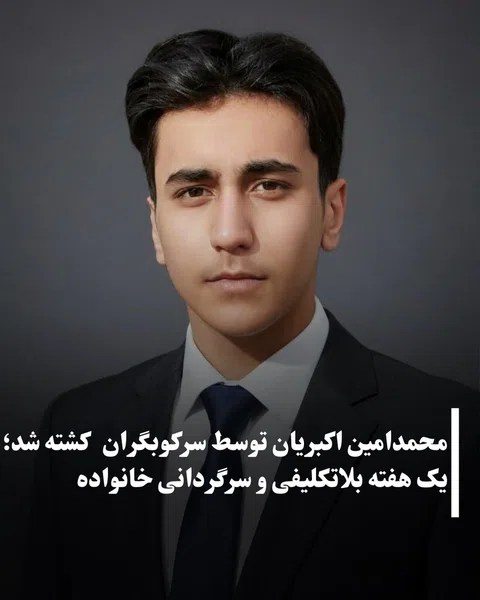 محمدامین اکبریان توسط سرکوبگران کشته شد؛
یک هفته بلاتکلیفی و سرگردانی خانواده